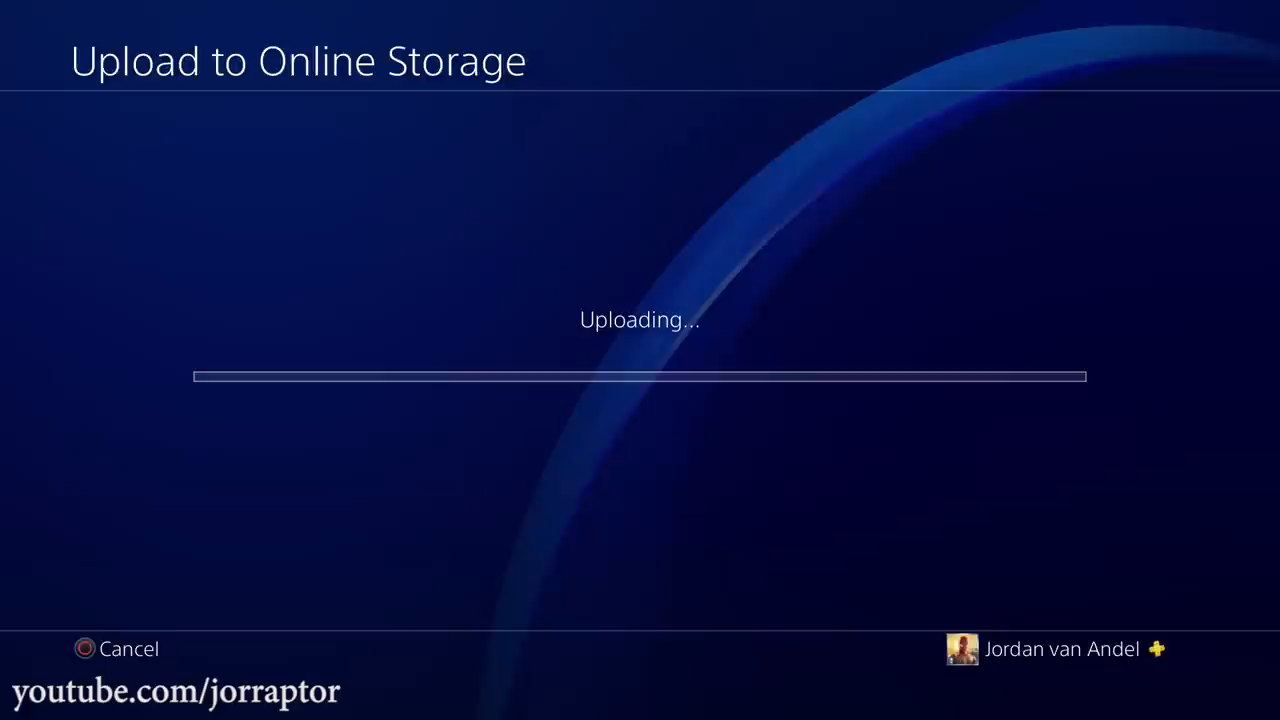 Upload to Online Storage
Uploading...
Cancel
Jordan van Andel
youtube.com/jorraptor